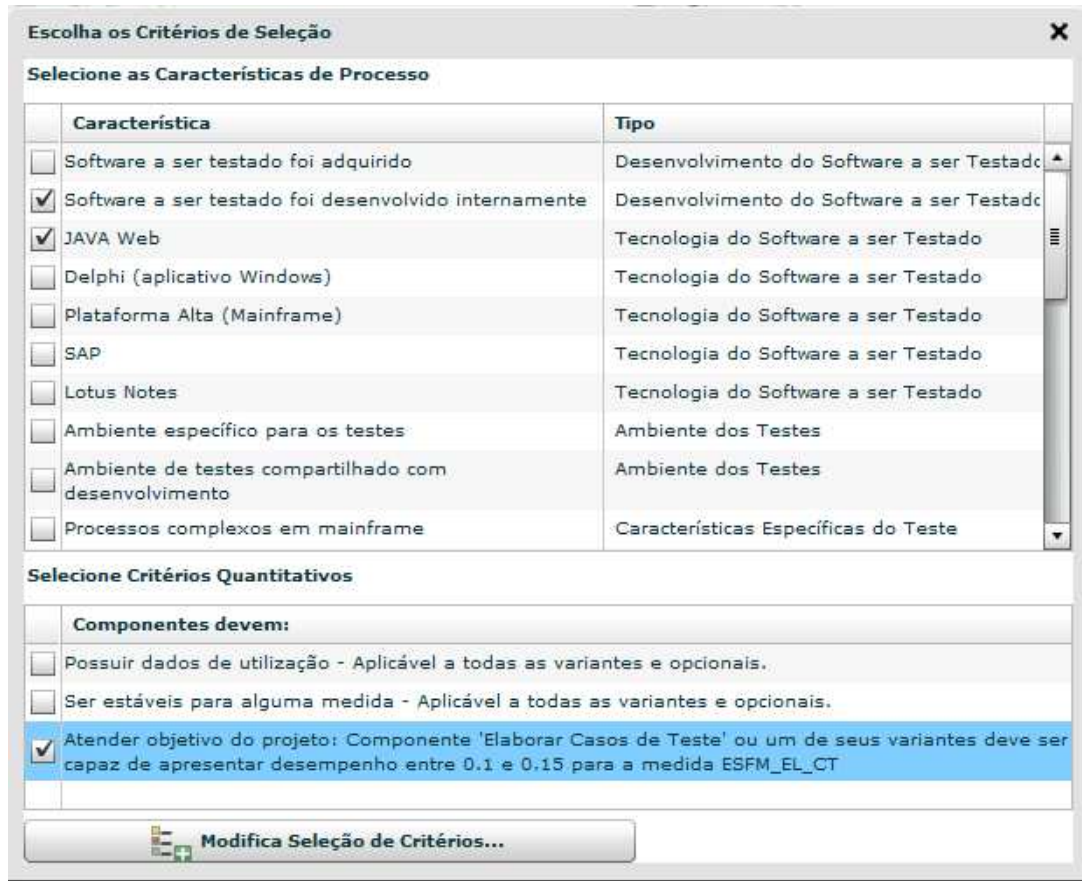 Escolha os Critérios de Seleção
Selecione as Características de Processo
Característica Tipo
Software a ser testado foi adquirido Desenvolvimento do Software a ser Testado
Software a ser testado foi desenvolvido internamente Desenvolvimento do Software a ser Testado
JAVA Web Tecnologia do Software a ser Testado
Delphi (aplicativo Windows) Tecnologia do Software a ser Testado
Plataforma Alta (Mainframe) Tecnologia do Software a ser Testado
SAP Tecnologia do Software a ser Testado
Lotus Notes Tecnologia do Software a ser Testado
Ambiente específico para os testes Ambiente dos Testes
Ambiente de testes compartilhado com Ambiente dos Testes
desenvolvimento
Processos complexos em mainframe Características Específicas do Teste
Selecione Critérios Quantitativos
Componentes devem:
Possuir dados de utilização - Aplicável a todas as variantes e opcionais.
Ser estáveis para alguma medida - Aplicável a todas as variantes e opcionais.
Atender objetivo do projeto: Componente 'Elaborar Casos de Teste' ou um de seus variantes deve ser
capaz de apresentar desempenho entre 0.1 e 0.15 para a medida ESFM_EL_CT
Modifica Seleção de Critérios...